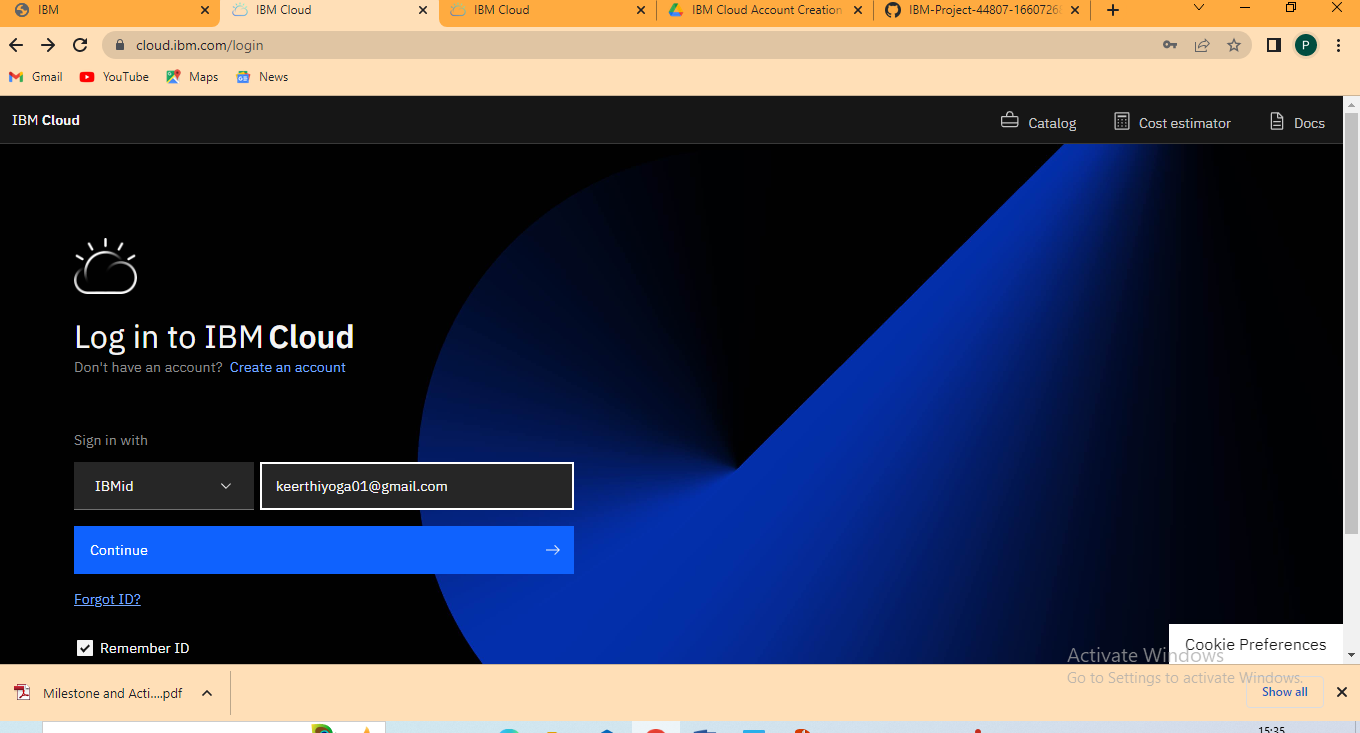 IBM
IBM Cloud
IBM Cloud
IBM Cloud Account Creation
IBM-Project-44807-1660726
cloud.ibm.com/login
P
Gmail
YouTube
Maps
News
IBM Cloud
Catalog
Cost estimator
Docs
Log in to IBM Cloud
Don't have an account? Create an account
Sign in with
IBMid
keerthiyoga01@gmail.com
Continue
Forgot ID?
Remember ID
Cookie Preferences
Activate Windows
Go to Settings to activate Windows.
Milestone and Acti....pdf
Show all
15:35